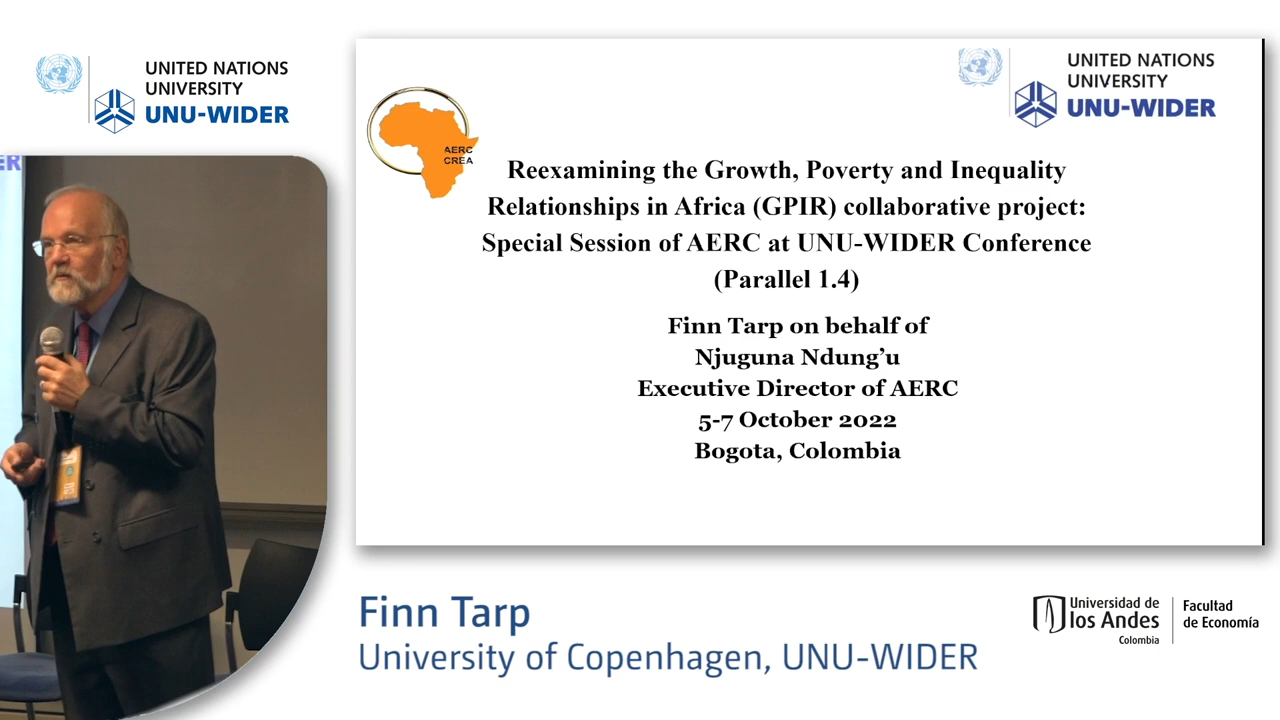 UNITED NATIONS
UNIVERSITY
UNU-WIDER
ER
AERC
CREA
UNITED NATIONS
UNIVERSITY
UNU-WIDER
Reexamining the Growth, Poverty and Inequality
Relationships in Africa (GPIR) collaborative project:
Special Session of AERC at UNU-WIDER Conference
(Parallel 1.4)
Finn Tarp on behalf of
Njuguna Ndung’u
Executive Director of AERC
5-7 October 2022
Bogota, Colombia
Finn Tarp
University of Copenhagen, UNU-WIDER
Universidad de
los Andes
Colombia
Facultad
de Economía